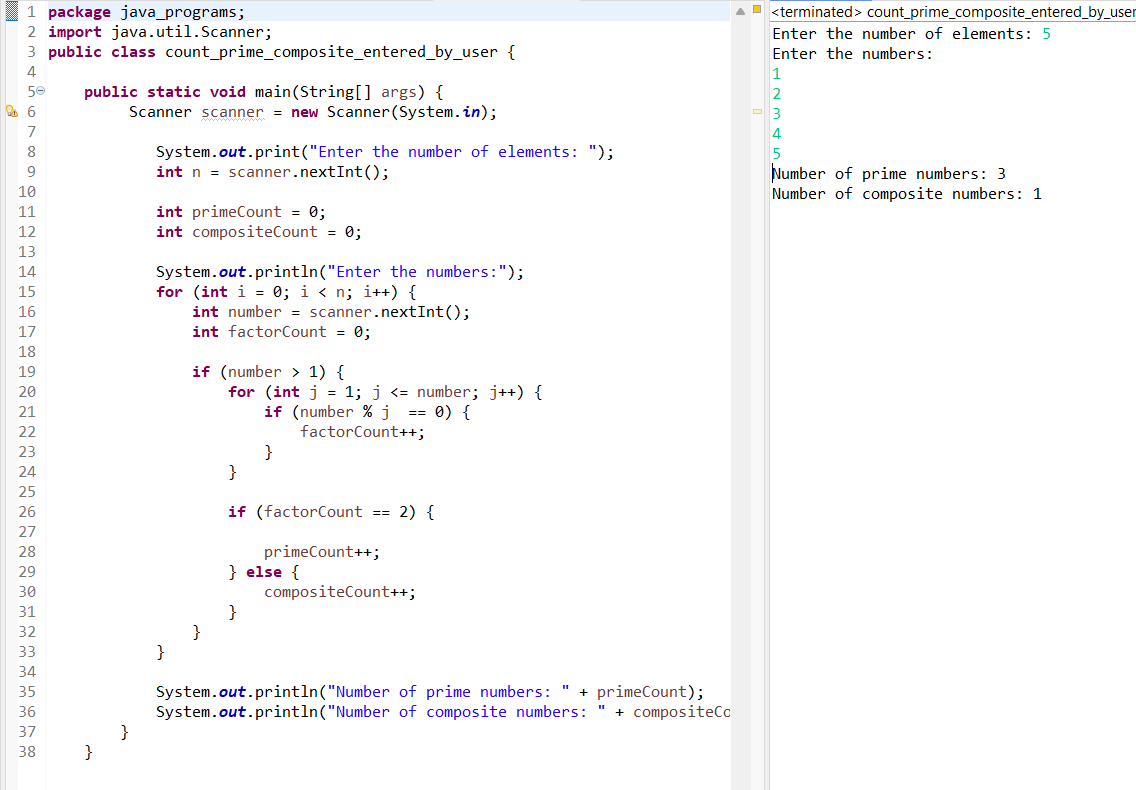 1 package java_programs;
2 import java.util.Scanner;
3 public class count_prime_composite_entered_by_user {
4
5 public static void main(String[] args) {
6 Scanner scanner = new Scanner(System.in);
7
8 System.out.print("Enter the number of elements: ");
9 int n = scanner.nextInt();
10
11 int primeCount = 0;
12 int compositeCount = 0;
13
14 System.out.println("Enter the numbers:");
15 for (int i = 0; i < n; i++) {
16 int number = scanner.nextInt();
17 int factorCount = 0;
18
19 if (number > 1) {
20 for (int j = 1; j <= number; j++) {
21 if (number % j  == 0) {
22 factorCount++;
23 }
24 }
25
26 if (factorCount == 2) {
27
28 primeCount++;
29 } else {
30 compositeCount++;
31 }
32 }
33 }
34
35 System.out.println("Number of prime numbers: " + primeCount);
36 System.out.println("Number of composite numbers: " + compositeCo
37 }
38 }
<terminated> count_prime_composite_entered_by_user
Enter the number of elements: 5
Enter the numbers:
1
2
3
4
5
Number of prime numbers: 3
Number of composite numbers: 1